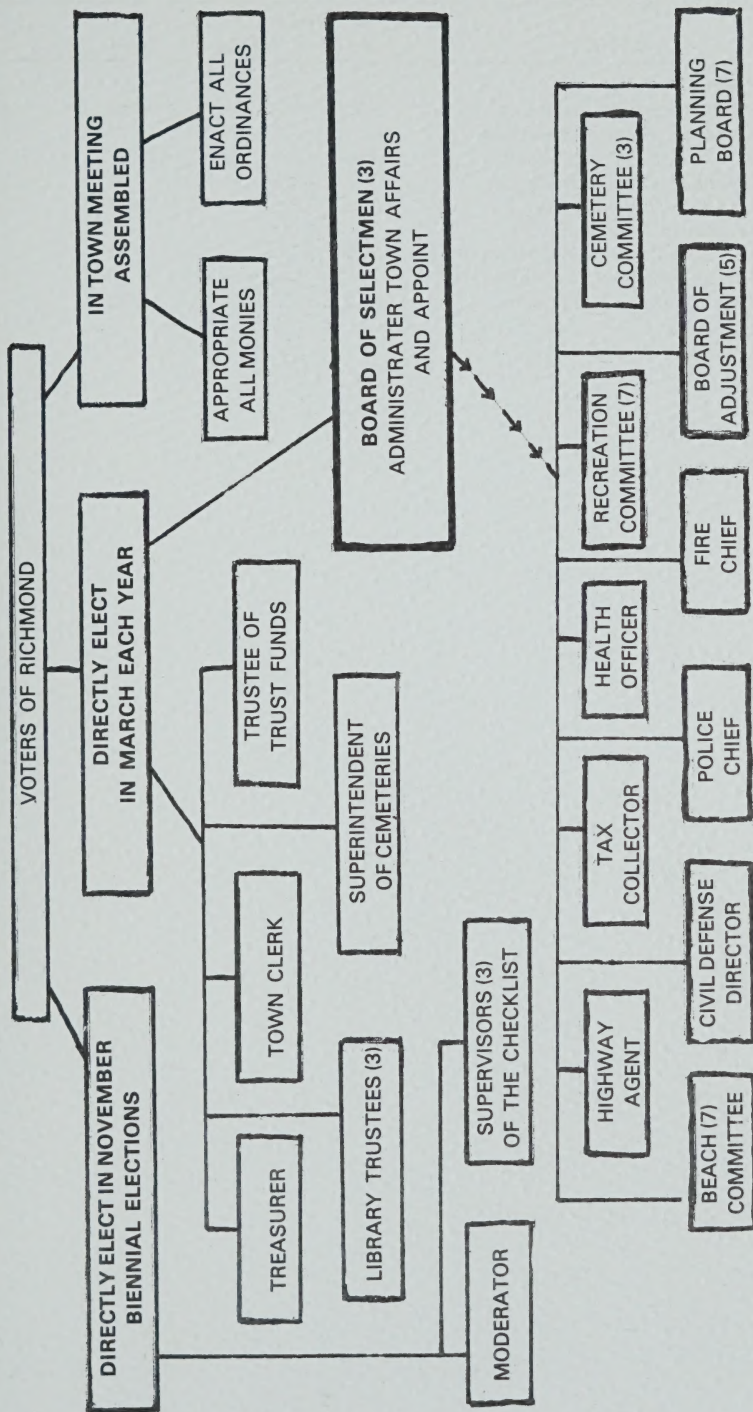 VOTERS OF RICHMOND
DIRECTLY ELECT IN NOVEMBER
BIENNIAL ELECTIONS
DIRECTLY ELECT
IN MARCH EACH YEAR
IN TOWN MEETING
ASSEMBLED
TREASURER
TOWN CLERK
TRUSTEE OF
TRUST FUNDS
APPROPRIATE
ALL MONIES
ENACT ALL
ORDINANCES
LIBRARY TRUSTEES (3)
SUPERINTENDENT
OF CEMETERIES
BOARD OF SELECTMEN (3)
ADMINISTRATER TOWN AFFAIRS
AND APPOINT
MODERATOR
SUPERVISORS (3)
OF THE CHECKLIST
HIGHWAY
AGENT
TAX
COLLECTOR
HEALTH
OFFICER
RECREATION
COMMITTEE (7)
CEMETERY
COMMITTEE (3)
BEACH (7)
COMMITTEE
CIVIL DEFENSE
DIRECTOR
POLICE
CHIEF
FIRE
CHIEF
BOARD OF
ADJUSTMENT (5)
PLANNING
BOARD (7)